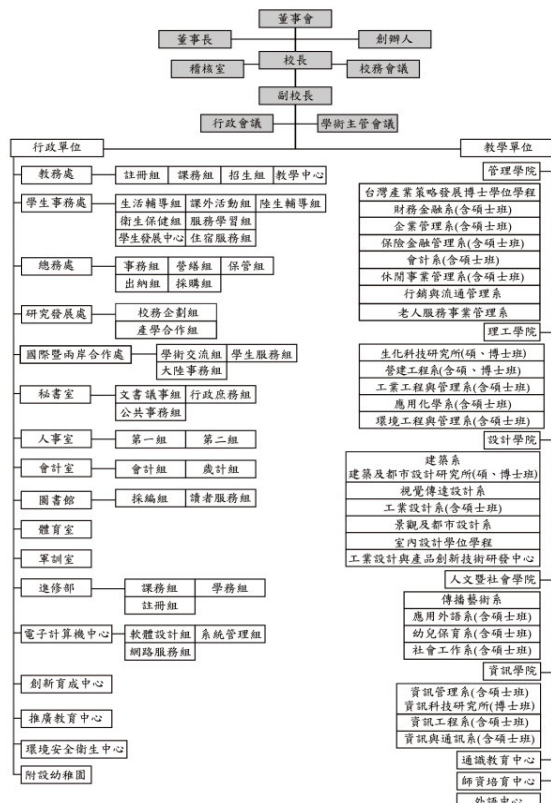 董事會
董事長
創辦人
校長
稽核室
校務會議
副校長
行政會議
學術主管會議
行政單位
教務處
註冊組 課務組 招生組 教學中心
學生事務處
生活輔導組 課外活動組 陸生輔導組
衛生保健組 服務學習組
學生發展中心 住宿服務組
總務處
事務組 營繕組 保管組
出納組 採購組
研究發展處
校務企劃組
產學合作組
國際暨兩岸合作處
學術交流組 學生服務組
大陸事務組
秘書室
文書議事組 行政庶務組
公共事務組
人事室
第一組 第二組
會計室
會計組 歲計組
圖書館
採編組 讀者服務組
體育室
軍訓室
進修部
課務組 學務組
註冊組
電子計算機中心
軟體設計組 系統管理組
網路服務組
創新育成中心
推廣教育中心
環境安全衛生中心
附設幼稚園
教學單位
管理學院
台灣產業策略發展博士學位學程
財務金融系(含碩士班)
企業管理系(含碩士班)
保險金融管理系(含碩士班)
會計系(含碩士班)
休閒事業管理系(含碩士班)
行銷與流通管理系
老人服務事業管理系
理工學院
生化科技研究所(碩、博士班)
營建工程系(含碩、博士班)
工業工程與管理系(含碩士班)
應用化學系(含碩士班)
環境工程與管理系(含碩士班)
設計學院
建築系
建築及都市設計研究所(碩、博士班)
視覺傳達設計系
工業設計系(含碩士班)
景觀及都市設計系
室內設計學位學程
工業設計與產品創新技術研發中心
人文暨社會學院
傳播藝術系
應用外語系(含碩士班)
幼兒保育系(含碩士班)
社會工作系(含碩士班)
資訊學院
資訊管理系(含碩士班)
資訊科技研究所(博士班)
資訊工程系(含碩士班)
資訊與通訊系(含碩士班)
通識教育中心
師資培育中心
外語中心